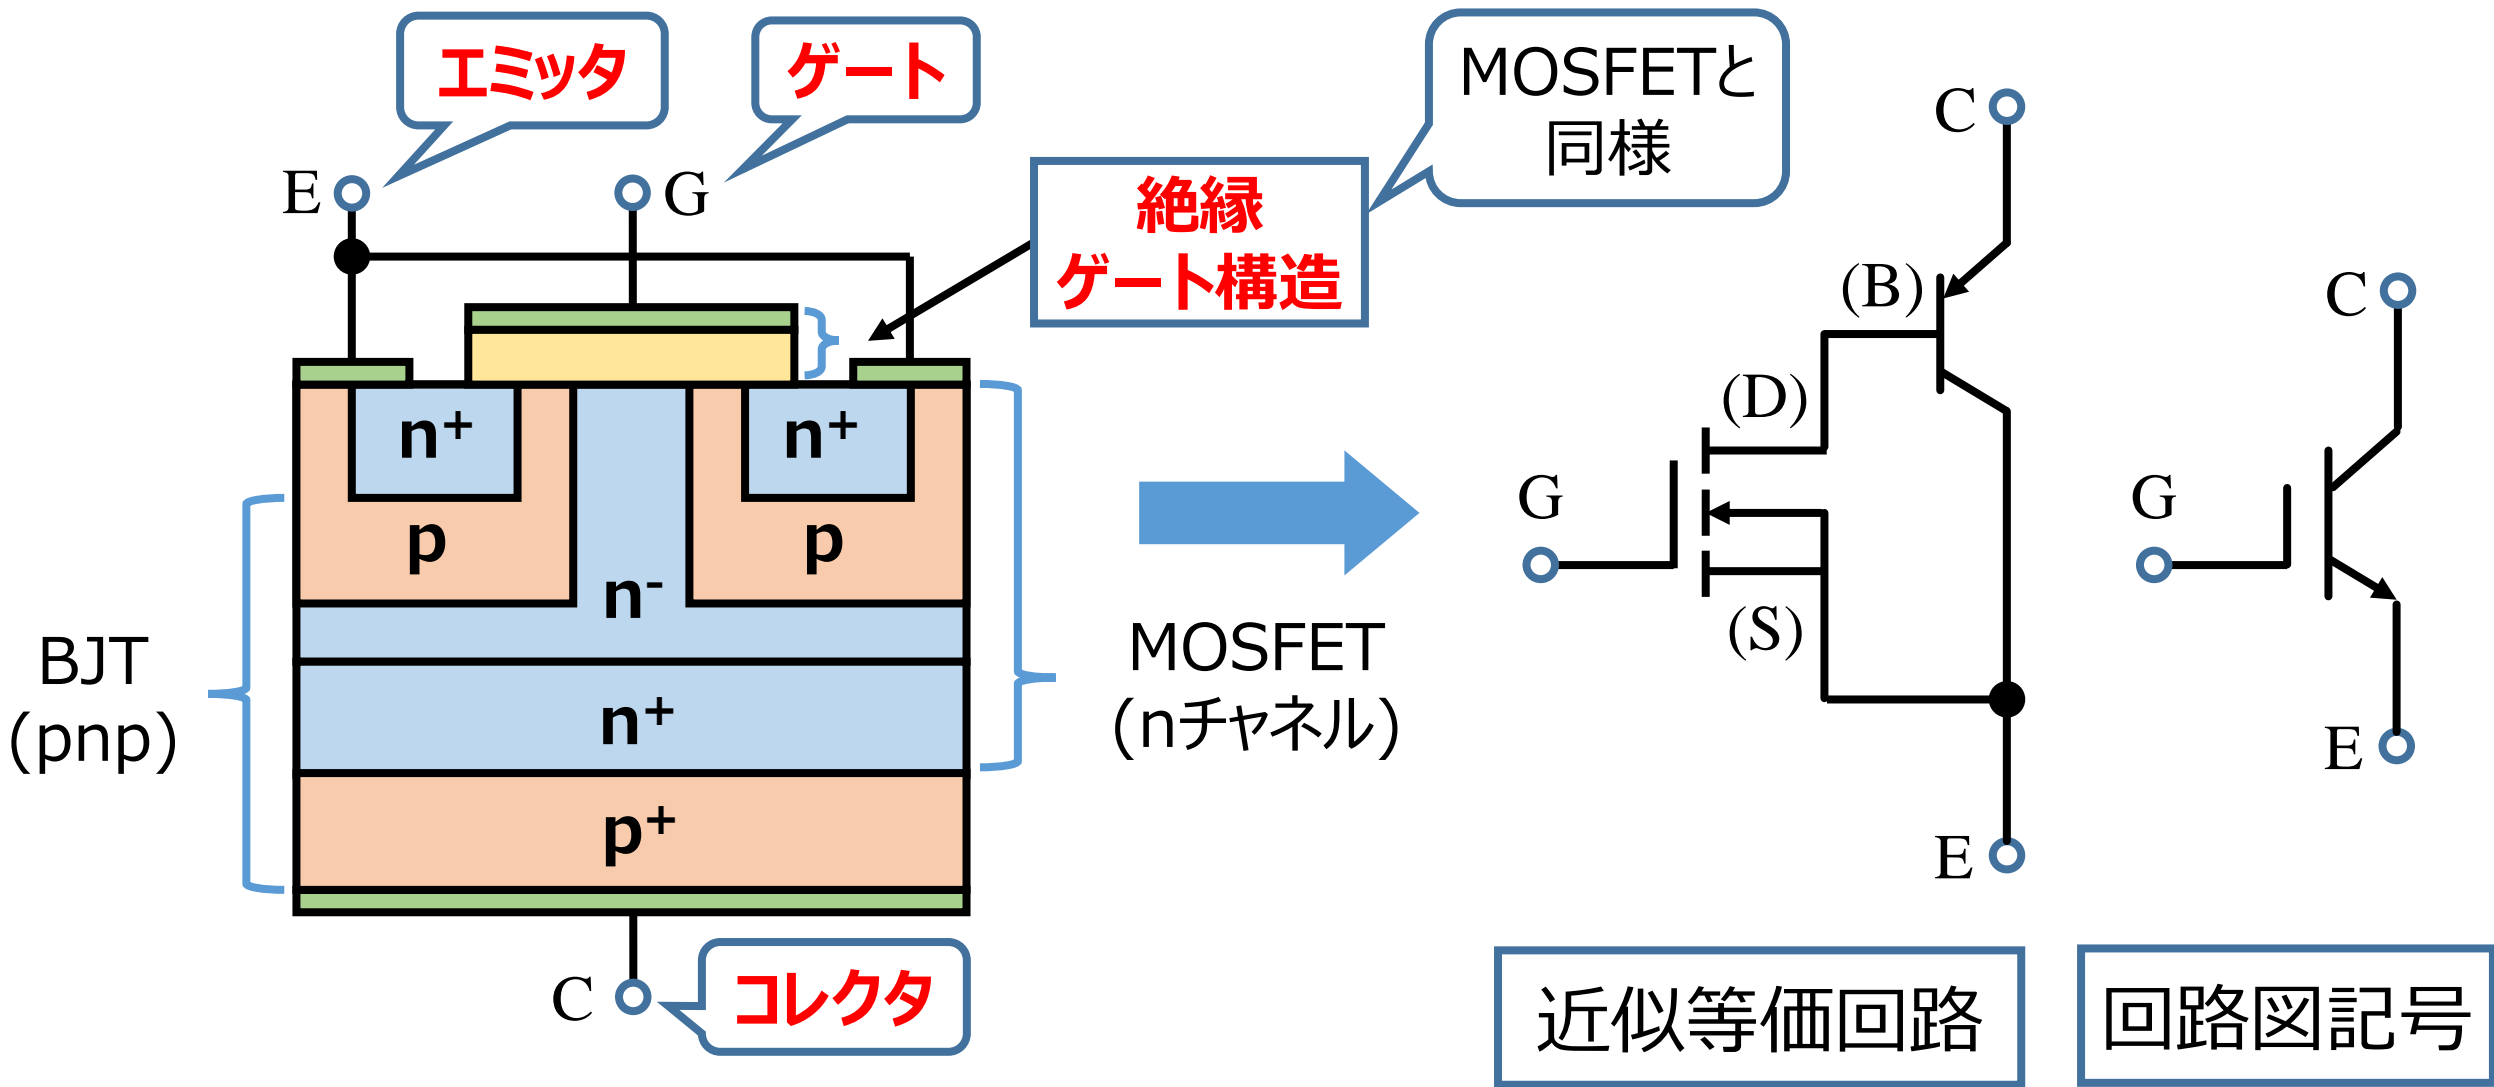 エミッタ
ゲート
MOSFETと
同様
C
E
G
絶縁
ゲート構造
(B)
C
(D)
n+
n+
G
G
p
p
n-
BJT
(pnp)
MOSFET
(nチャネル)
(S)
n+
E
p+
E
C
コレクタ
近似等価回路
回路図記号